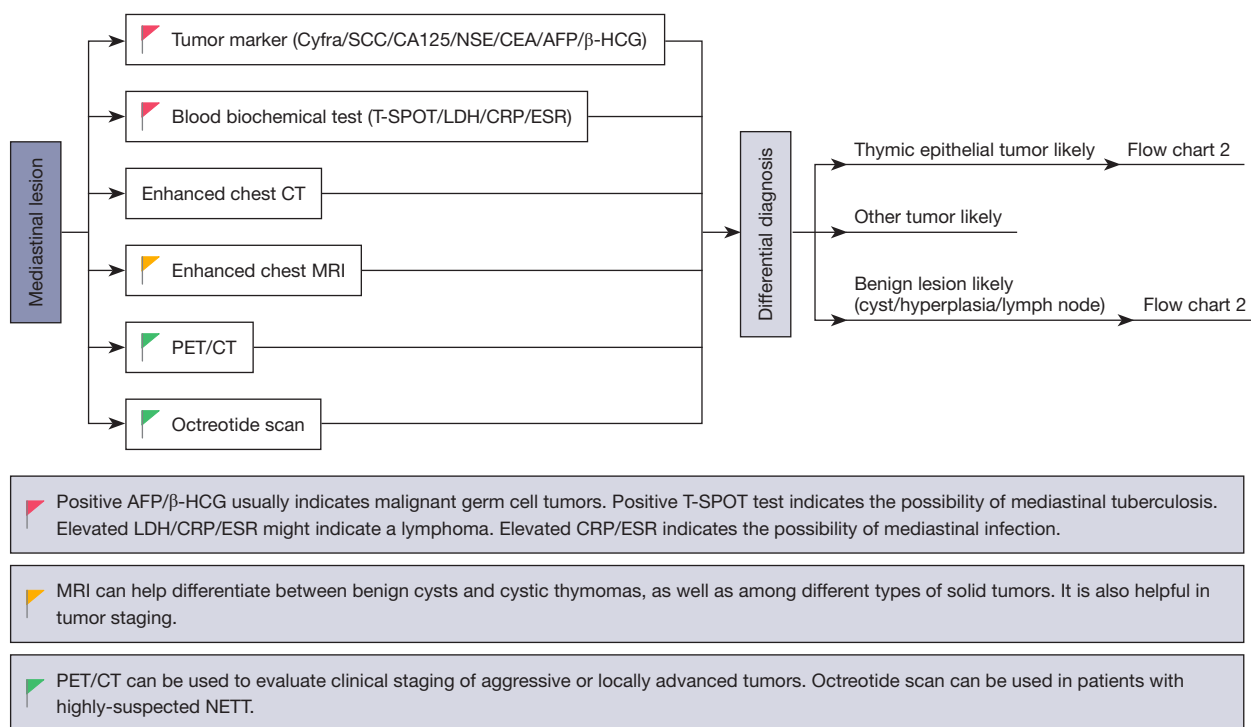 Mediastinal lesion
Tumor marker (Cyfra/SCC/CA125/NSE/CEA/AFP/β-HCG)
Blood biochemical test (T-SPOT/LDH/CRP/ESR)
Enhanced chest CT
Enhanced chest MRI
PET/CT
Octreotide scan
Differential diagnosis
Thymic epithelial tumor likely
Flow chart 2
Other tumor likely
Benign lesion likely
(cyst/hyperplasia/lymph node)
Flow chart 2
Positive AFP/β-HCG usually indicates malignant germ cell tumors. Positive T-SPOT test indicates the possibility of mediastinal tuberculosis.
Elevated LDH/CRP/ESR might indicate a lymphoma. Elevated CRP/ESR indicates the possibility of mediastinal infection.
MRI can help differentiate between benign cysts and cystic thymomas, as well as among different types of solid tumors. It is also helpful in
tumor staging.
PET/CT can be used to evaluate clinical staging of aggressive or locally advanced tumors. Octreotide scan can be used in patients with
highly-suspected NETT.